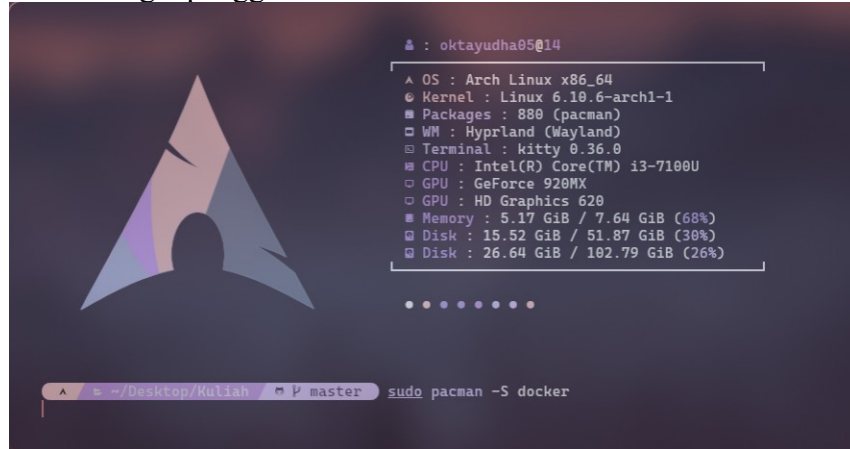 : oktayudha05@14
OS : Arch Linux x86_64
Kernel : Linux 6.10.6-arch1-1
Packages : 880 (pacman)
WM : Hyprland (Wayland)
Terminal : kitty 0.36.0
CPU : Intel(R) Core(TM) i3-7100U
GPU : GeForce 920MX
GPU : HD Graphics 620
Memory : 5.17 GiB / 7.64 GiB (68%)
Disk : 15.52 GiB / 51.87 GiB (30%)
Disk : 26.64 GiB / 102.79 GiB (26%)
~/Desktop/Kuliah master sudo pacman -S docker